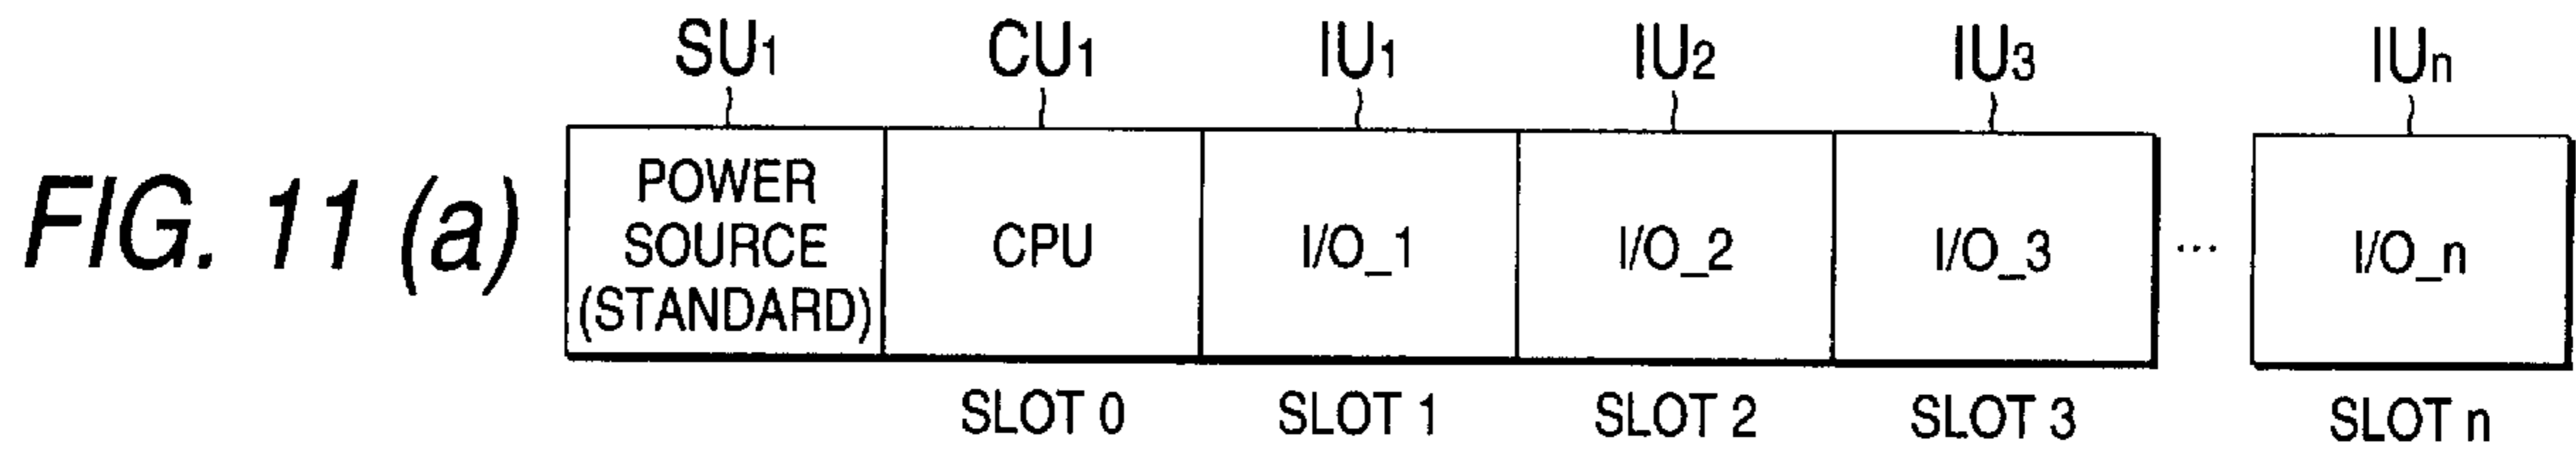 SU1 CU1 IU1 IU2 IU3 IUn
FIG. 11 (a)
POWER
SOURCE
(STANDARD)
CPU
I/O_1
I/O_2
I/O_3
...
I/O_n
SLOT 0 SLOT 1 SLOT 2 SLOT 3 SLOT n